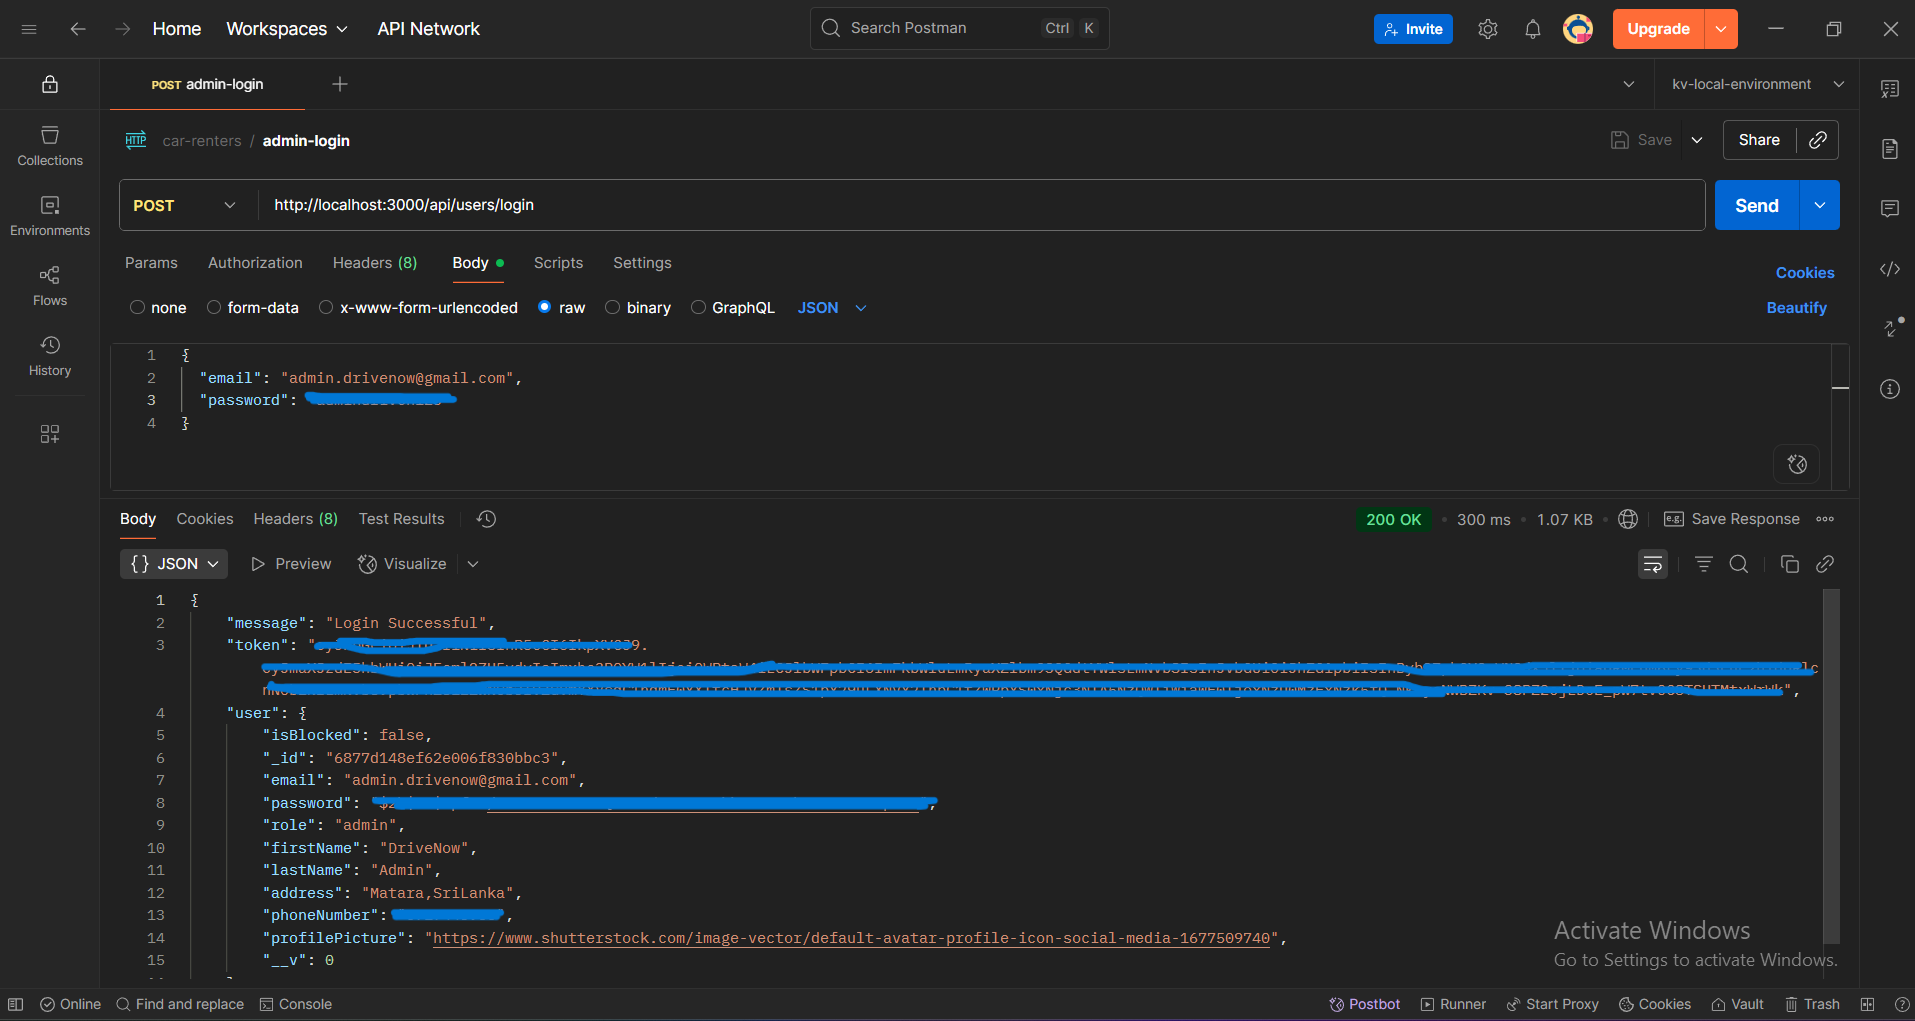 Home
Workspaces
API Network
Search Postman
Ctrl K
Invite
Upgrade
POST admin-login
kv-local-environment
car-renters / admin-login
Save
Share
Collections
Environments
Flows
History
POST
http://localhost:3000/api/users/login
Send
Params
Authorization
Headers (8)
Body
Scripts
Settings
Cookies
none
form-data
x-www-form-urlencoded
raw
binary
GraphQL
JSON
Beautify
1 {
2 "email": "admin.drivenow@gmail.com",
3 "password":
4 }
Body
Cookies
Headers (8)
Test Results
200 OK
300 ms
1.07 KB
e.g.
Save Response
{} JSON
Preview
Visualize
1 {
2 "message": "Login Successful",
3 "token": "
4 "user": {
5 "isBlocked": false,
6 "_id": "6877d148ef62e006f830bbc3",
7 "email": "admin.drivenow@gmail.com",
8 "password":
9 "role": "admin",
10 "firstName": "DriveNow",
11 "lastName": "Admin",
12 "address": "Matara,SriLanka",
13 "phoneNumber": ,
14 "profilePicture": "https://www.shutterstock.com/image-vector/default-avatar-profile-icon-social-media-1677509740",
15 "__v": 0
Activate Windows
Go to Settings to activate Windows.
Online
Find and replace
Console
Postbot
Runner
Start Proxy
Cookies
Vault
Trash